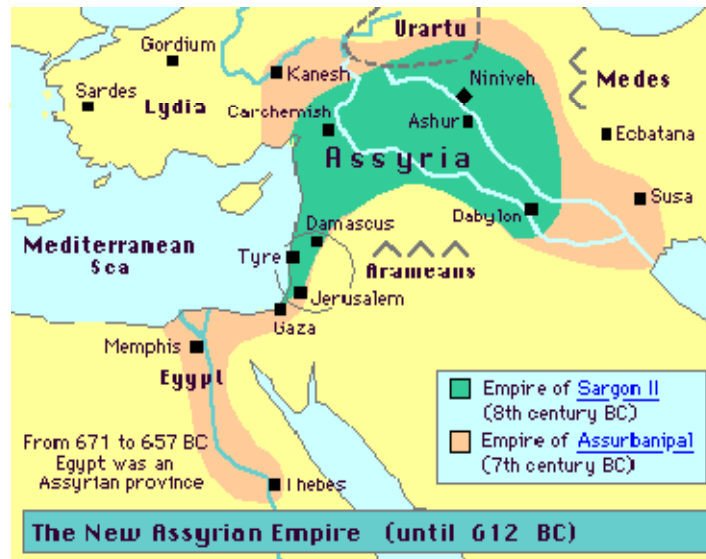 Urartu
Gordium
Kanesh
Niniveh
Medes
Sardes
Lydia
Carchemish
Ashur
Ecbatana
Assyria
Susa
Damascus
Babylon
Mediterranean
Sea
Tyre
Arameans
Jerusalem
Gaza
Memphis
Egypt
Empire of Sargon II
(8th century BC)
From 671 to 657 BC
Egypt was an
Assyrian province
Empire of Assurbanipal
(7th century BC)
Thebes
The New Assyrian Empire (until 612 BC)